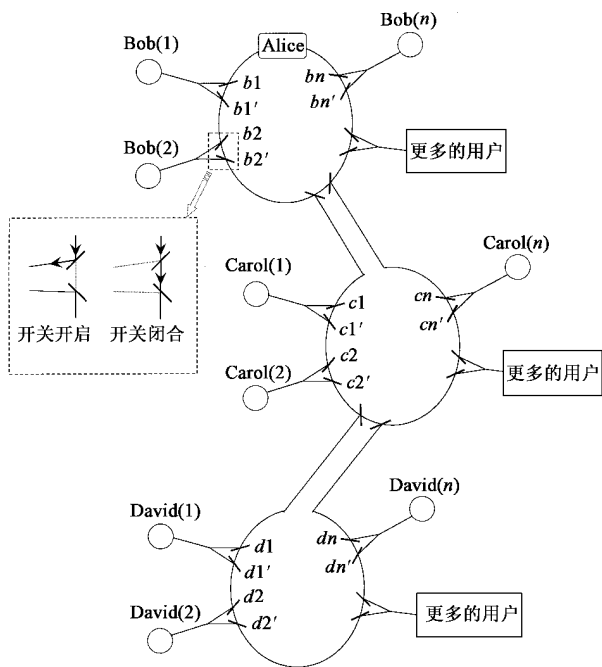 Bob(1)
Alice
Bob(n)
b1
b1′
bn
bn′
Bob(2)
b2
b2′
更多的用户
开关开启
开关闭合
Carol(1)
Carol(n)
c1
c1′
cn
cn′
Carol(2)
c2
c2′
更多的用户
David(1)
David(n)
d1
d1′
dn
dn′
David(2)
d2
d2′
更多的用户